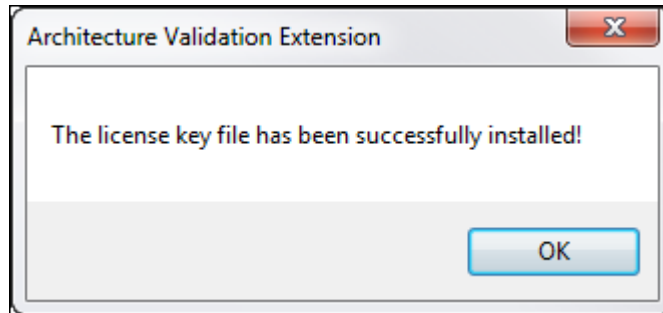 Architecture Validation Extension
The license key file has been successfully installed!
OK